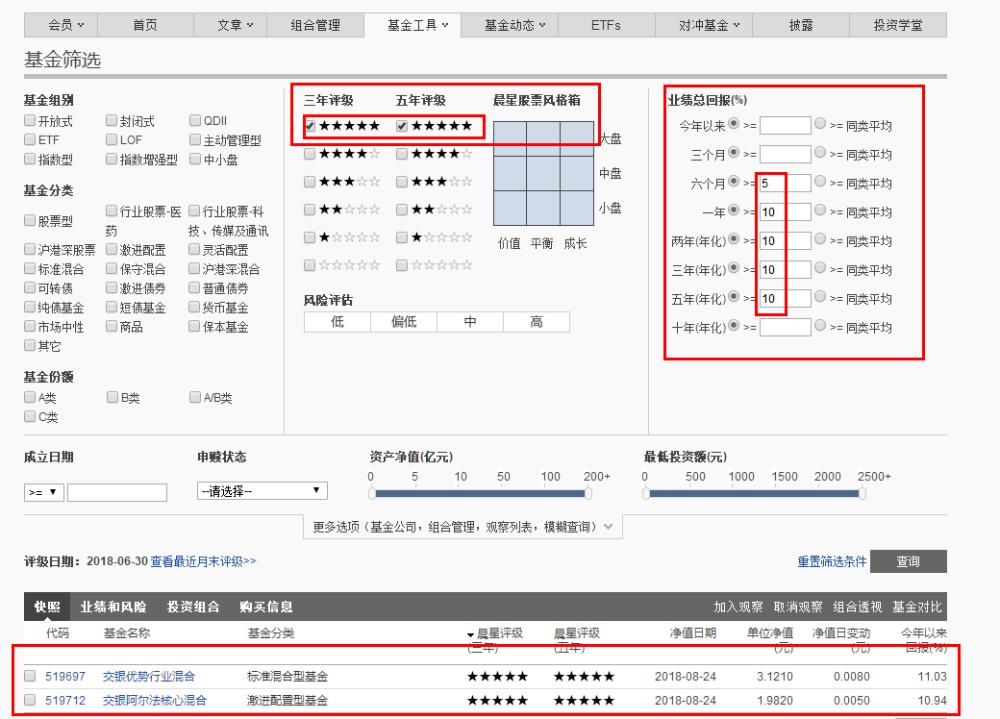 会员 首页 文章 组合管理 基金工具 基金动态 ETFs 对冲基金 披露 投资学堂
基金筛选
基金组别
开放式 封闭式 QDII
ETF LOF 主动管理型
指数型 指数增强型 中小盘
基金分类
股票型 行业股票-医药 行业股票-科技、传媒及通讯
沪港深股票 激进配置 灵活配置
标准混合 保守混合 沪港深混合
可转债 激进债券 普通债券
纯债基金 短债基金 货币基金
市场中性 商品 保本基金
其它
基金份额
A类 B类 A/B类
C类
三年评级 五年评级 晨星股票风格箱
★★★★★ ★★★★★
★★★★☆ ★★★★☆
★★★☆☆ ★★★☆☆
★★☆☆☆ ★★☆☆☆
★☆☆☆☆ ★☆☆☆☆
☆☆☆☆☆ ☆☆☆☆☆
大盘
中盘
小盘
价值 平衡 成长
风险评估
低 偏低 中 高
业绩总回报(%)
今年以来 >= >= 同类平均
三个月 >= >= 同类平均
六个月 >= 5 >= 同类平均
一年 >= 10 >= 同类平均
两年(年化) >= 10 >= 同类平均
三年(年化) >= 10 >= 同类平均
五年(年化) >= 10 >= 同类平均
十年(年化) >= >= 同类平均
成立日期 申赎状态 资产净值(亿元) 最低投资额(元)
0 5 10 50 100 200+ 0 500 1000 1500 2000 2500+
>= --请选择--
更多选项（基金公司，组合管理，观察列表，模糊查询）
评级日期：2018-06-30 查看最近月末评级>> 重置筛选条件 查询
快照 业绩和风险 投资组合 购买信息 加入观察 取消观察 组合透视 基金对比
代码 基金名称 基金分类 晨星评级(三年) 晨星评级(五年) 净值日期 单位净值(元) 净值日变动(元) 今年以来回报(%)
519697 交银优势行业混合 标准混合型基金 ★★★★★ ★★★★★ 2018-08-24 3.1210 0.0080 11.03
519712 交银阿尔法核心混合 激进配置型基金 ★★★★★ ★★★★★ 2018-08-24 1.9820 0.0050 10.94